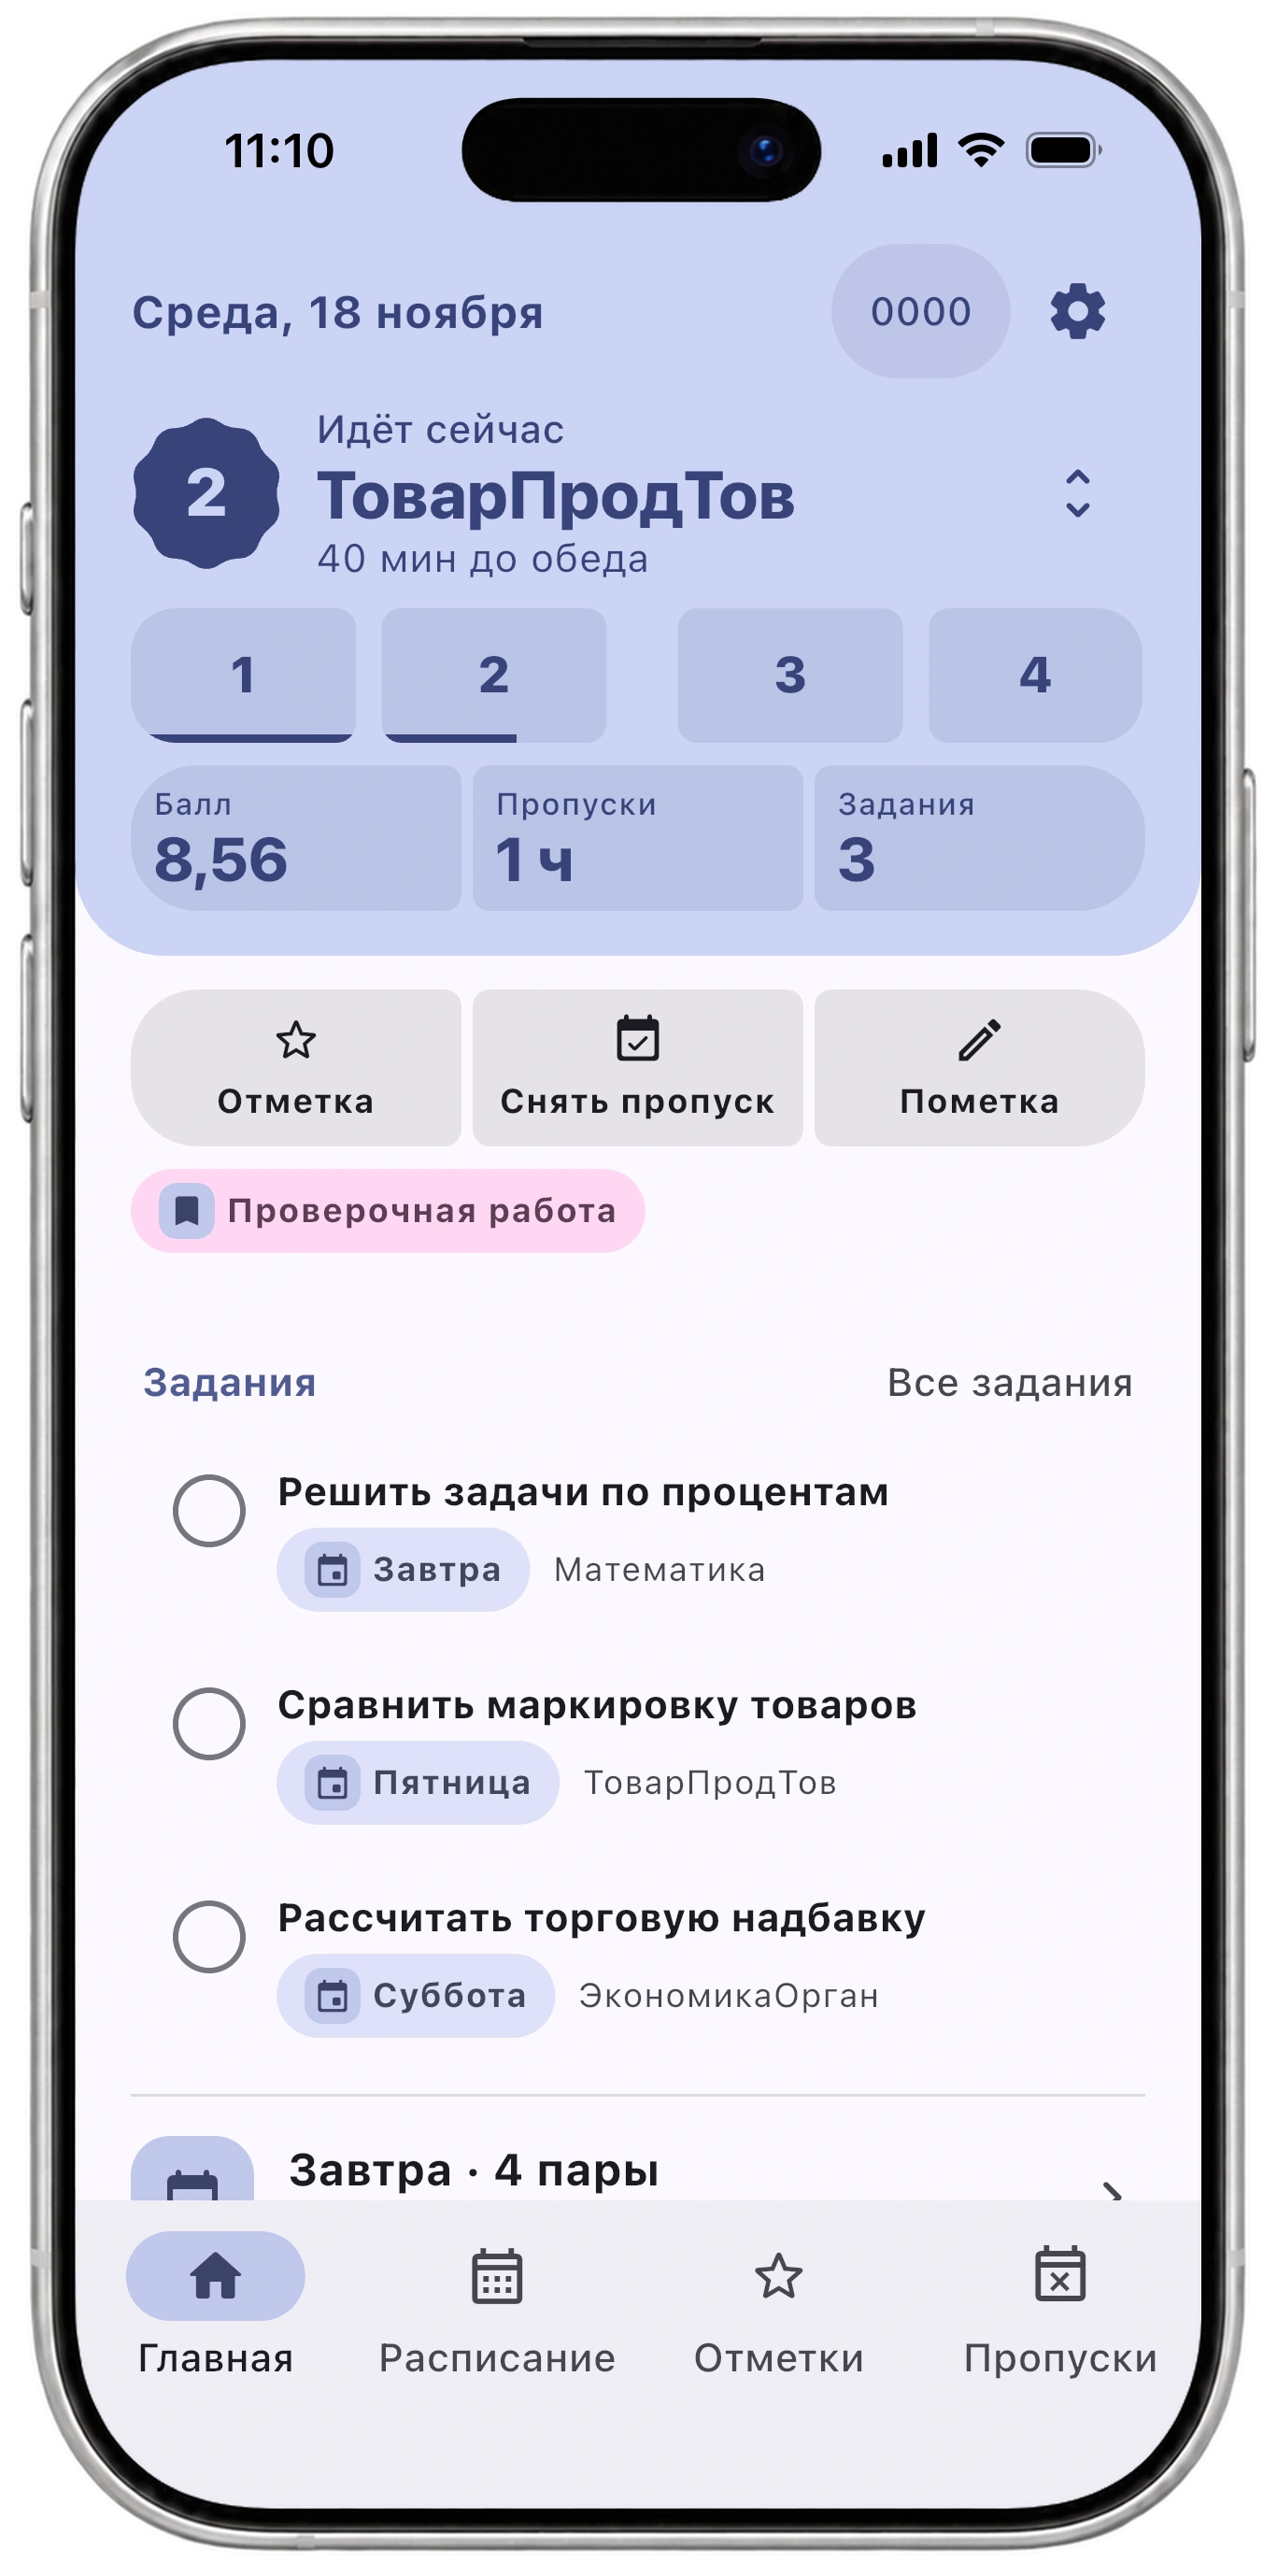 11:10
Среда, 18 ноября
0000
Идёт сейчас
2
ТоварПродТов
40 мин до обеда
1 2 3 4
Балл Пропуски Задания
8,56 1 ч 3
Отметка Снять пропуск Пометка
Проверочная работа
Задания Все задания
Решить задачи по процентам
Завтра Математика
Сравнить маркировку товаров
Пятница ТоварПродТов
Рассчитать торговую надбавку
Суббота ЭкономикаОрган
Завтра · 4 пары
Главная Расписание Отметки Пропуски